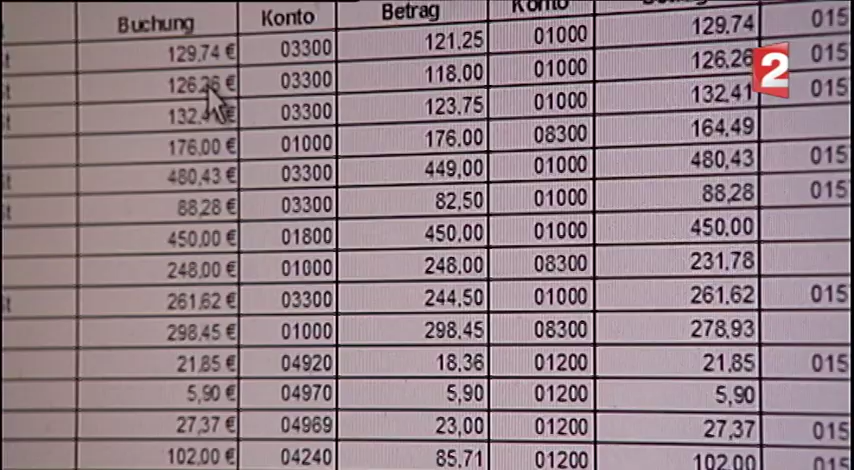 Buchung Konto Betrag Konto
129,74 € 03300 121,25 01000 129,74 015
t 126,26 € 03300 118,00 01000 126,26 015
t 132,41 € 03300 123,75 01000 132,41 015
176,00 € 01000 176,00 08300 164,49
480,43 € 03300 449,00 01000 480,43 015
t 88,28 € 03300 82,50 01000 88,28 015
450,00 € 01800 450,00 01000 450,00
248,00 € 01000 248,00 08300 231,78
t 261,62 € 03300 244,50 01000 261,62 015
298,45 € 01000 298,45 08300 278,93
21,85 € 04920 18,36 01200 21,85 015
5,90 € 04970 5,90 01200 5,90
27,37 € 04969 23,00 01200 27,37 015
102,00 € 04240 85,71 01200 102,00 015
2